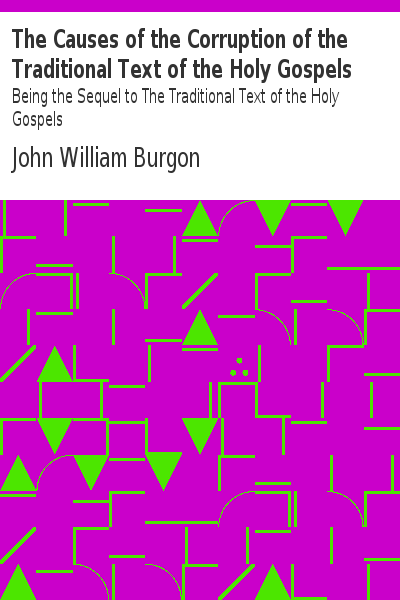 The Causes of the Corruption of the
Traditional Text of the Holy Gospels
Being the Sequel to The Traditional Text of the Holy
Gospels
John William Burgon